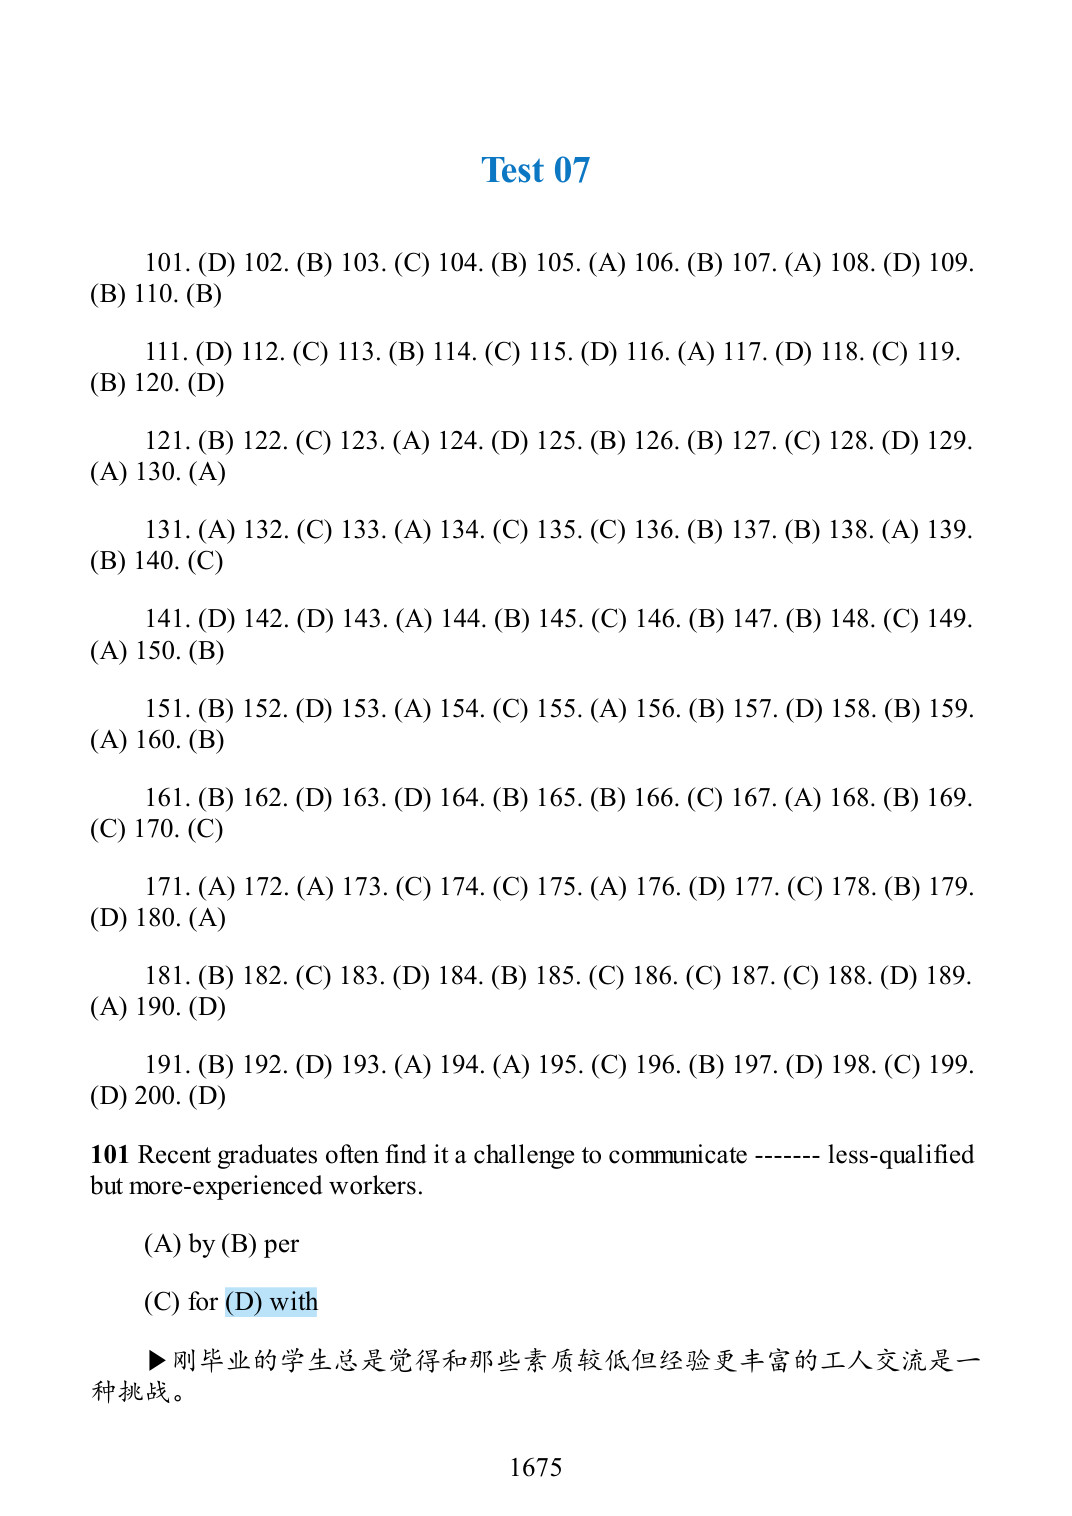 Test 07
101. (D) 102. (B) 103. (C) 104. (B) 105. (A) 106. (B) 107. (A) 108. (D) 109.
(B) 110. (B)
111. (D) 112. (C) 113. (B) 114. (C) 115. (D) 116. (A) 117. (D) 118. (C) 119.
(B) 120. (D)
121. (B) 122. (C) 123. (A) 124. (D) 125. (B) 126. (B) 127. (C) 128. (D) 129.
(A) 130. (A)
131. (A) 132. (C) 133. (A) 134. (C) 135. (C) 136. (B) 137. (B) 138. (A) 139.
(B) 140. (C)
141. (D) 142. (D) 143. (A) 144. (B) 145. (C) 146. (B) 147. (B) 148. (C) 149.
(A) 150. (B)
151. (B) 152. (D) 153. (A) 154. (C) 155. (A) 156. (B) 157. (D) 158. (B) 159.
(A) 160. (B)
161. (B) 162. (D) 163. (D) 164. (B) 165. (B) 166. (C) 167. (A) 168. (B) 169.
(C) 170. (C)
171. (A) 172. (A) 173. (C) 174. (C) 175. (A) 176. (D) 177. (C) 178. (B) 179.
(D) 180. (A)
181. (B) 182. (C) 183. (D) 184. (B) 185. (C) 186. (C) 187. (C) 188. (D) 189.
(A) 190. (D)
191. (B) 192. (D) 193. (A) 194. (A) 195. (C) 196. (B) 197. (D) 198. (C) 199.
(D) 200. (D)
101 Recent graduates often find it a challenge to communicate ------- less-qualified
but more-experienced workers.
(A) by (B) per
(C) for (D) with
▶刚毕业的学生总是觉得和那些素质较低但经验更丰富的工人交流是一
种挑战。
1675